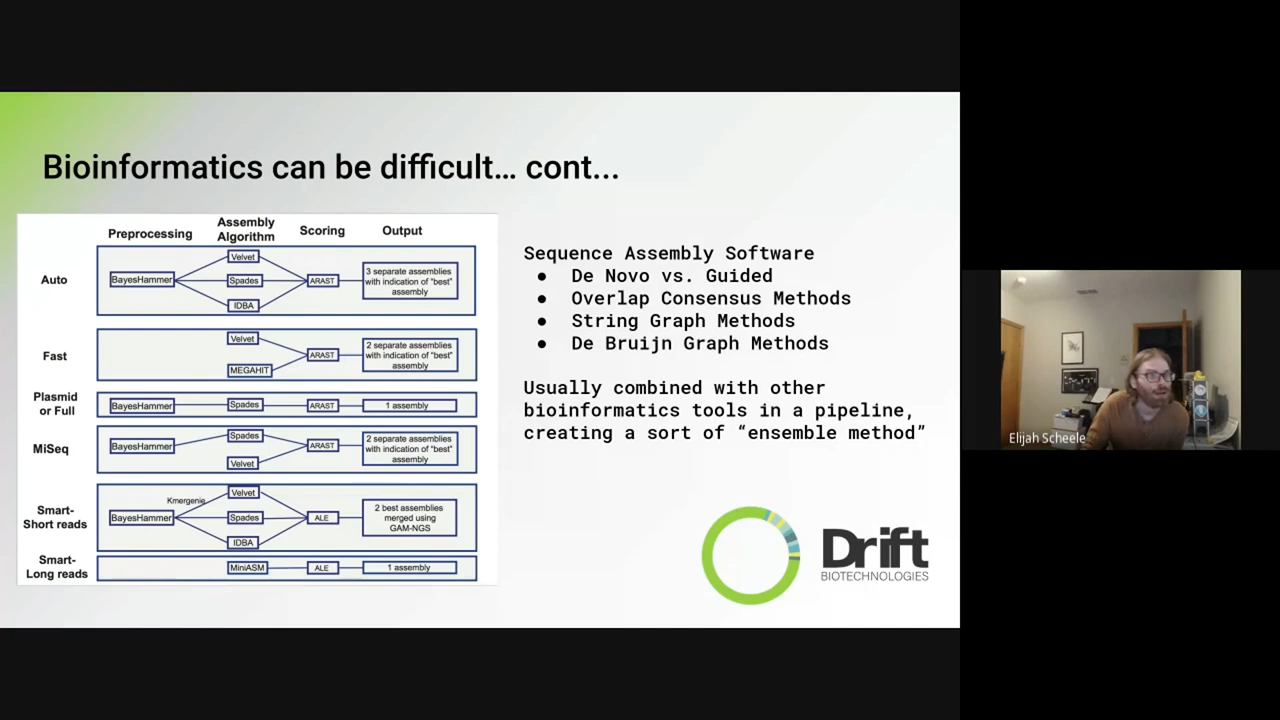 Bioinformatics can be difficult… cont...
Preprocessing
Assembly
Algorithm
Scoring
Output
Auto
BayesHammer
Velvet
Spades
IDBA
ARAST
3 separate assemblies
with indication of "best"
assembly
Fast
Velvet
MEGAHIT
ARAST
2 separate assemblies
with indication of "best"
assembly
Plasmid
or Full
BayesHammer
Spades
ARAST
1 assembly
MiSeq
BayesHammer
Spades
Velvet
ARAST
2 separate assemblies
with indication of "best"
assembly
Smart-
Short reads
BayesHammer
Kmergenie
Velvet
Spades
IDBA
ALE
2 best assemblies
merged using
GAM-NGS
Smart-
Long reads
MiniASM
ALE
1 assembly
Sequence Assembly Software
● De Novo vs. Guided
● Overlap Consensus Methods
● String Graph Methods
● De Bruijn Graph Methods
Usually combined with other
bioinformatics tools in a pipeline,
creating a sort of “ensemble method”
Drift
BIOTECHNOLOGIES
Elijah Scheele